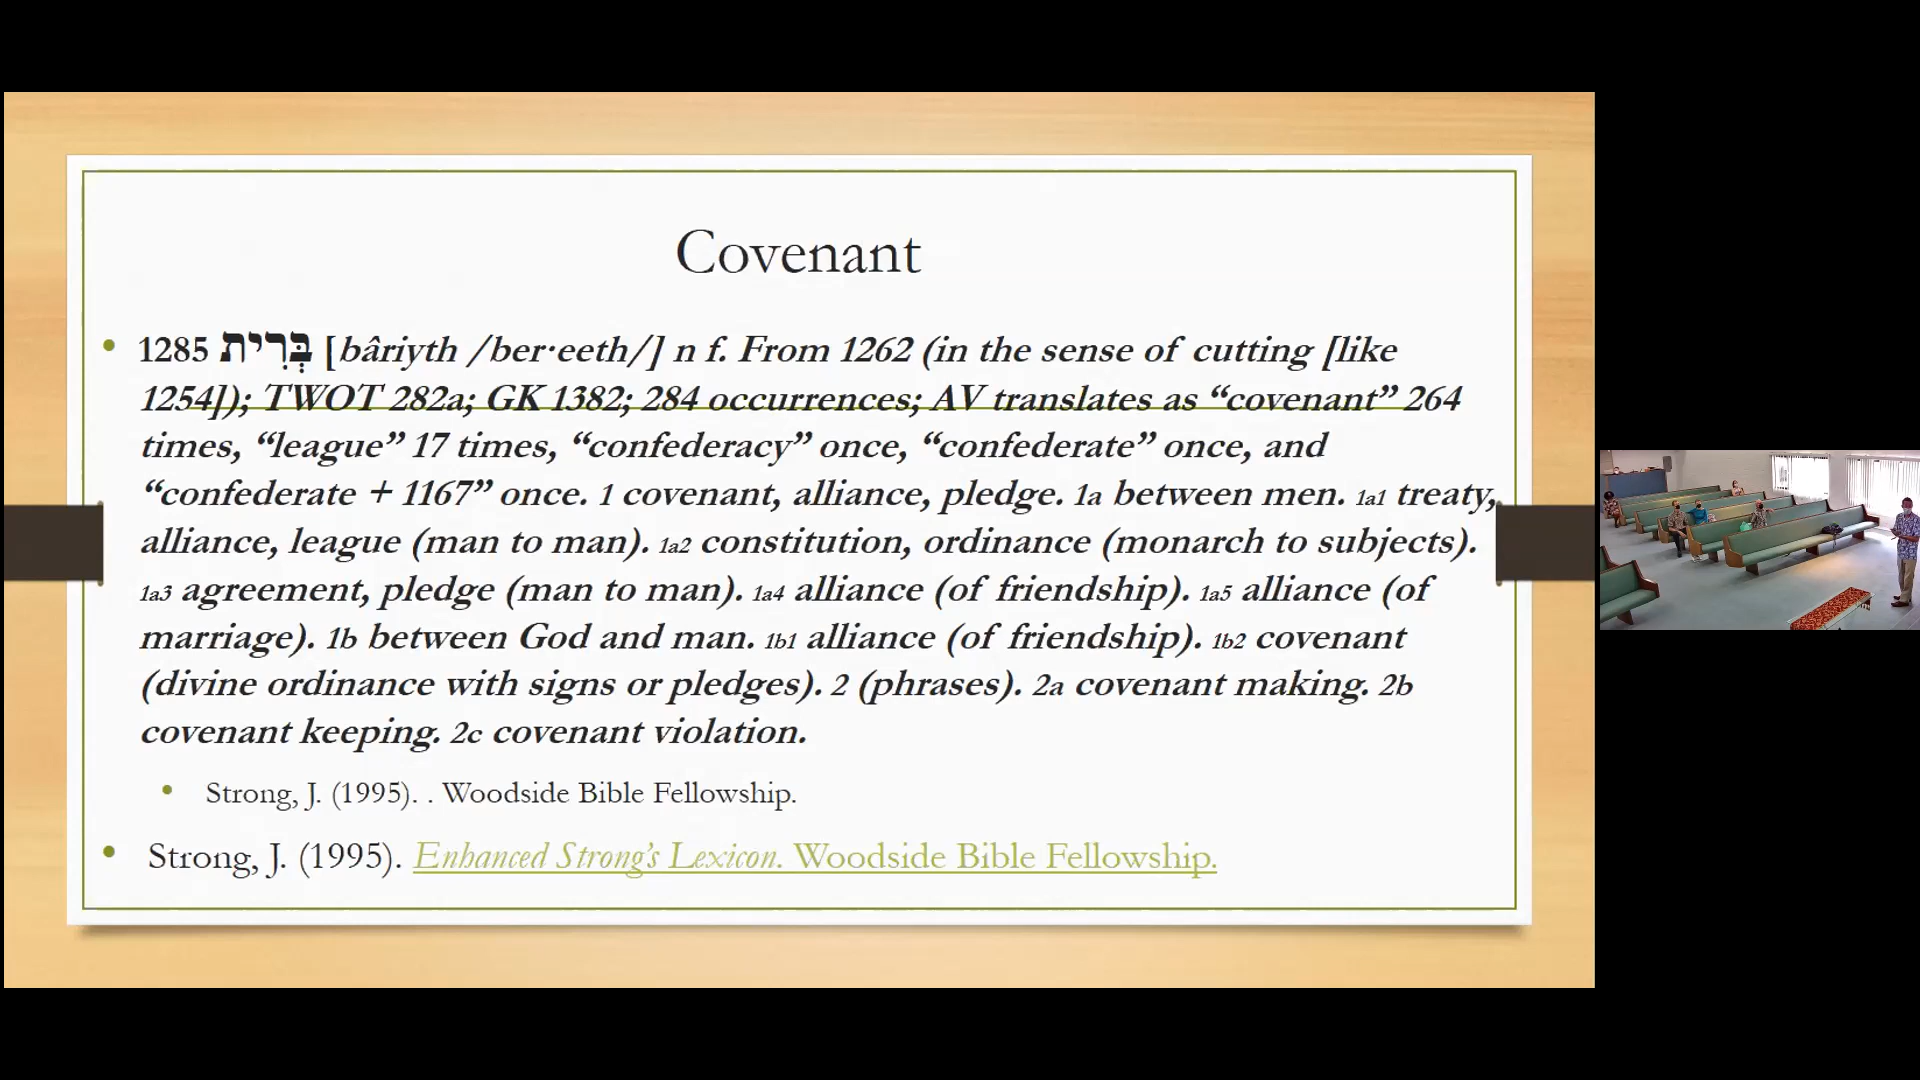 Covenant
• 1285 בְּרִית [bâriyth /ber·eeth/] n f. From 1262 (in the sense of cutting [like
1254]); TWOT 282a; GK 1382; 284 occurrences; AV translates as “covenant” 264
times, “league” 17 times, “confederacy” once, “confederate” once, and
“confederate + 1167” once. 1 covenant, alliance, pledge. 1a between men. 1a1 treaty,
alliance, league (man to man). 1a2 constitution, ordinance (monarch to subjects).
1a3 agreement, pledge (man to man). 1a4 alliance (of friendship). 1a5 alliance (of
marriage). 1b between God and man. 1b1 alliance (of friendship). 1b2 covenant
(divine ordinance with signs or pledges). 2 (phrases). 2a covenant making. 2b
covenant keeping. 2c covenant violation.
• Strong, J. (1995). . Woodside Bible Fellowship.
• Strong, J. (1995). Enhanced Strong’s Lexicon. Woodside Bible Fellowship.